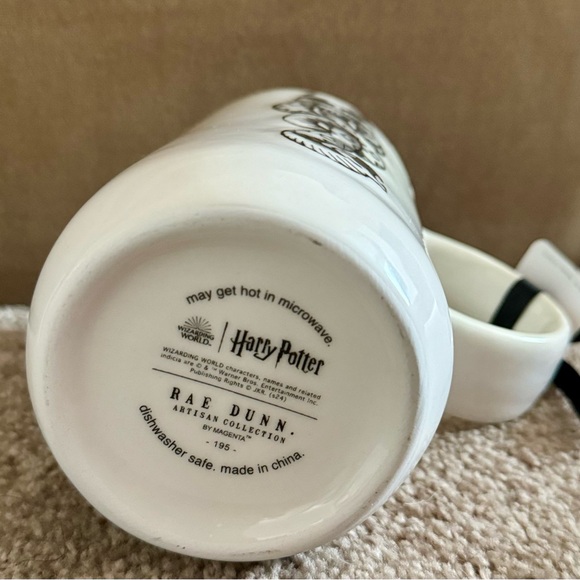 may get hot in microwave.
WIZARDING
WORLD™
Harry Potter
WIZARDING WORLD characters, names and related
indicia are © & ™ Warner Bros. Entertainment Inc.
Publishing Rights © JKR. (s24)
RAE DUNN.
ARTISAN COLLECTION
BY MAGENTA™
- 195 -
dishwasher safe. made in china.